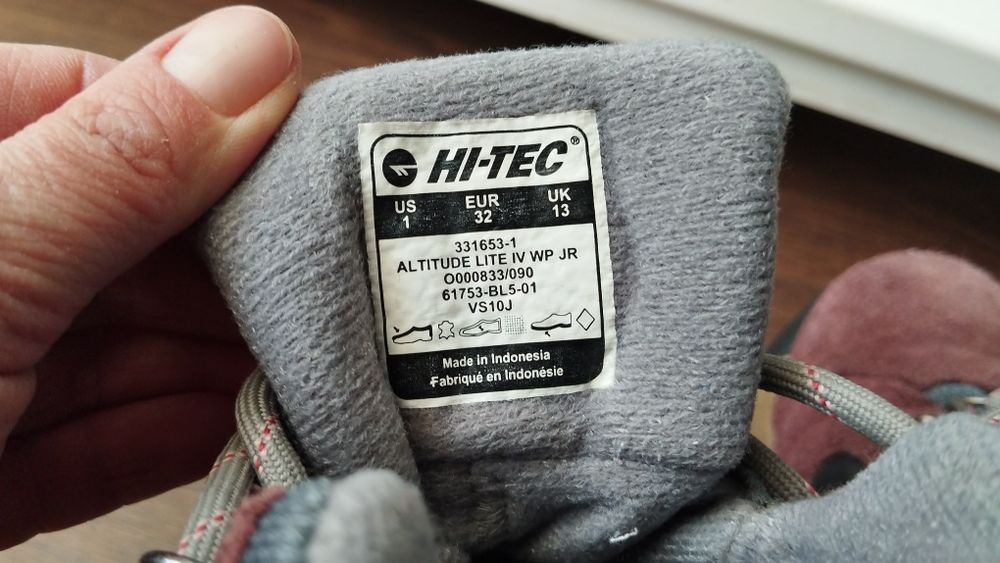 HI-TEC®
US EUR UK
1 32 13
331653-1
ALTITUDE LITE IV WP JR
O000833/090
61753-BL5-01
VS10J
Made in Indonesia
Fabriqué en Indonésie